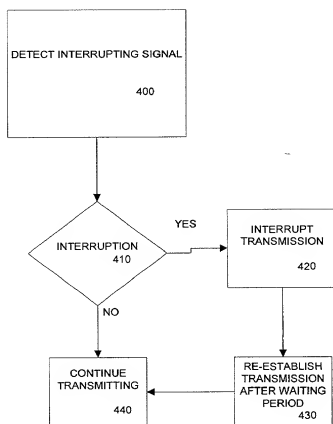 DETECT INTERRUPTING SIGNAL
400
INTERRUPTION
410
YES
INTERRUPT
TRANSMISSION
420
NO
CONTINUE
TRANSMITTING
440
RE-ESTABLISH
TRANSMISSION
AFTER WAITING
PERIOD
430